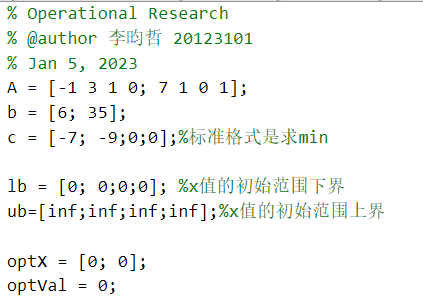 % Operational Research
% @author 李昀哲 20123101
% Jan 5, 2023
A = [-1 3 1 0; 7 1 0 1];
b = [6; 35];
c = [-7; -9;0;0];%标准格式是求min
lb = [0; 0;0;0]; %x值的初始范围下界
ub=[inf;inf;inf;inf];%x值的初始范围上界
optX = [0; 0];
optVal = 0;